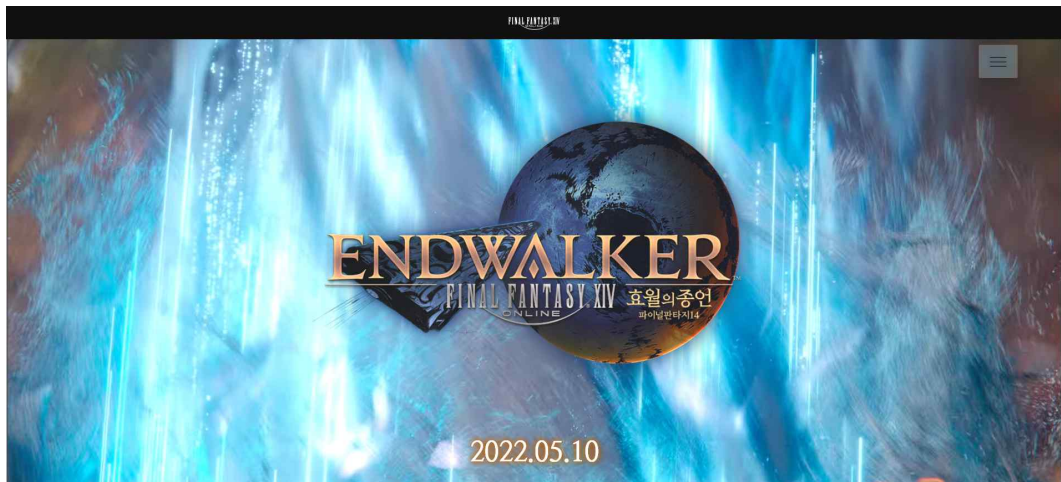 FINAL FANTASY XIV
ENDWALKER™
FINAL FANTASY XIV 효월의종언
ONLINE 파이널판타지14
2022.05.10